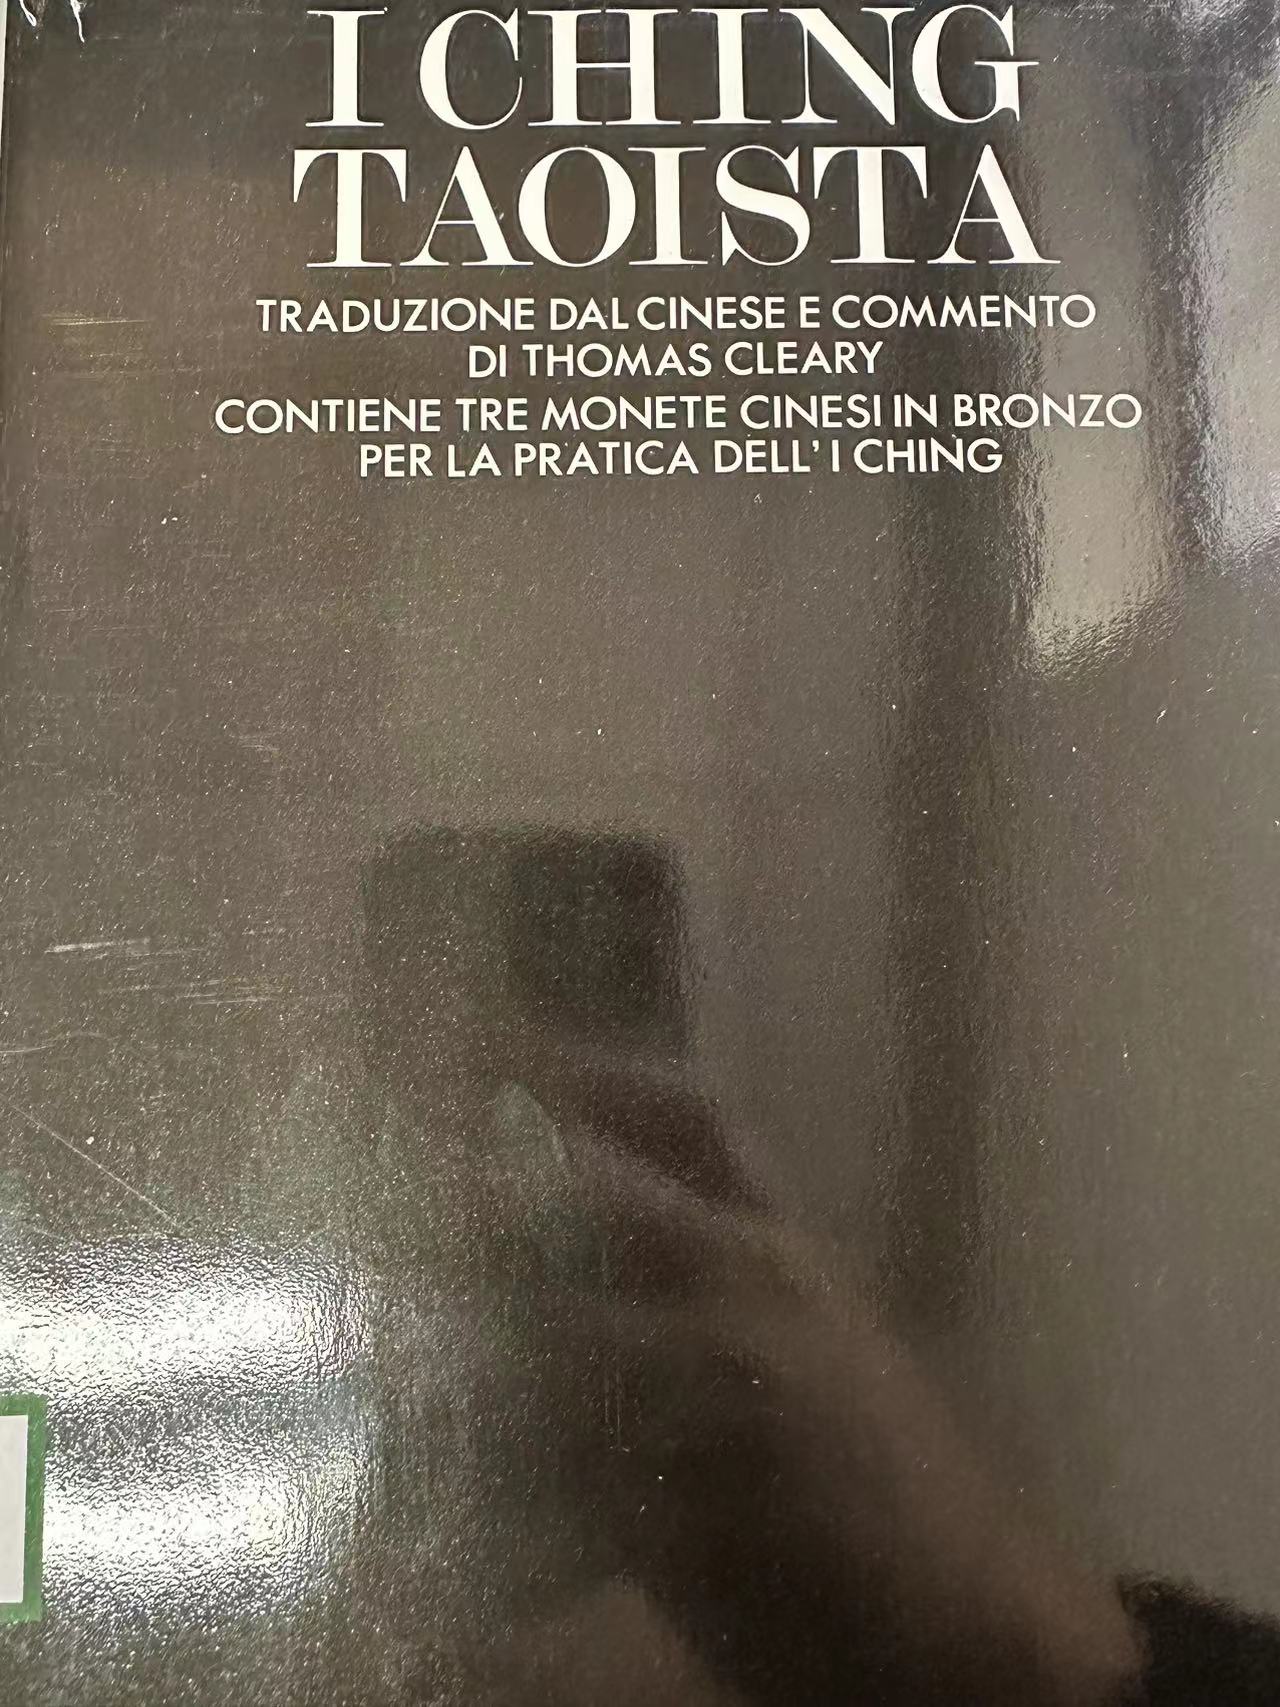 I CHING
TAOISTA
TRADUZIONE DAL CINESE E COMMENTO
DI THOMAS CLEARY
CONTIENE TRE MONETE CINESI IN BRONZO
PER LA PRATICA DELL' I CHING